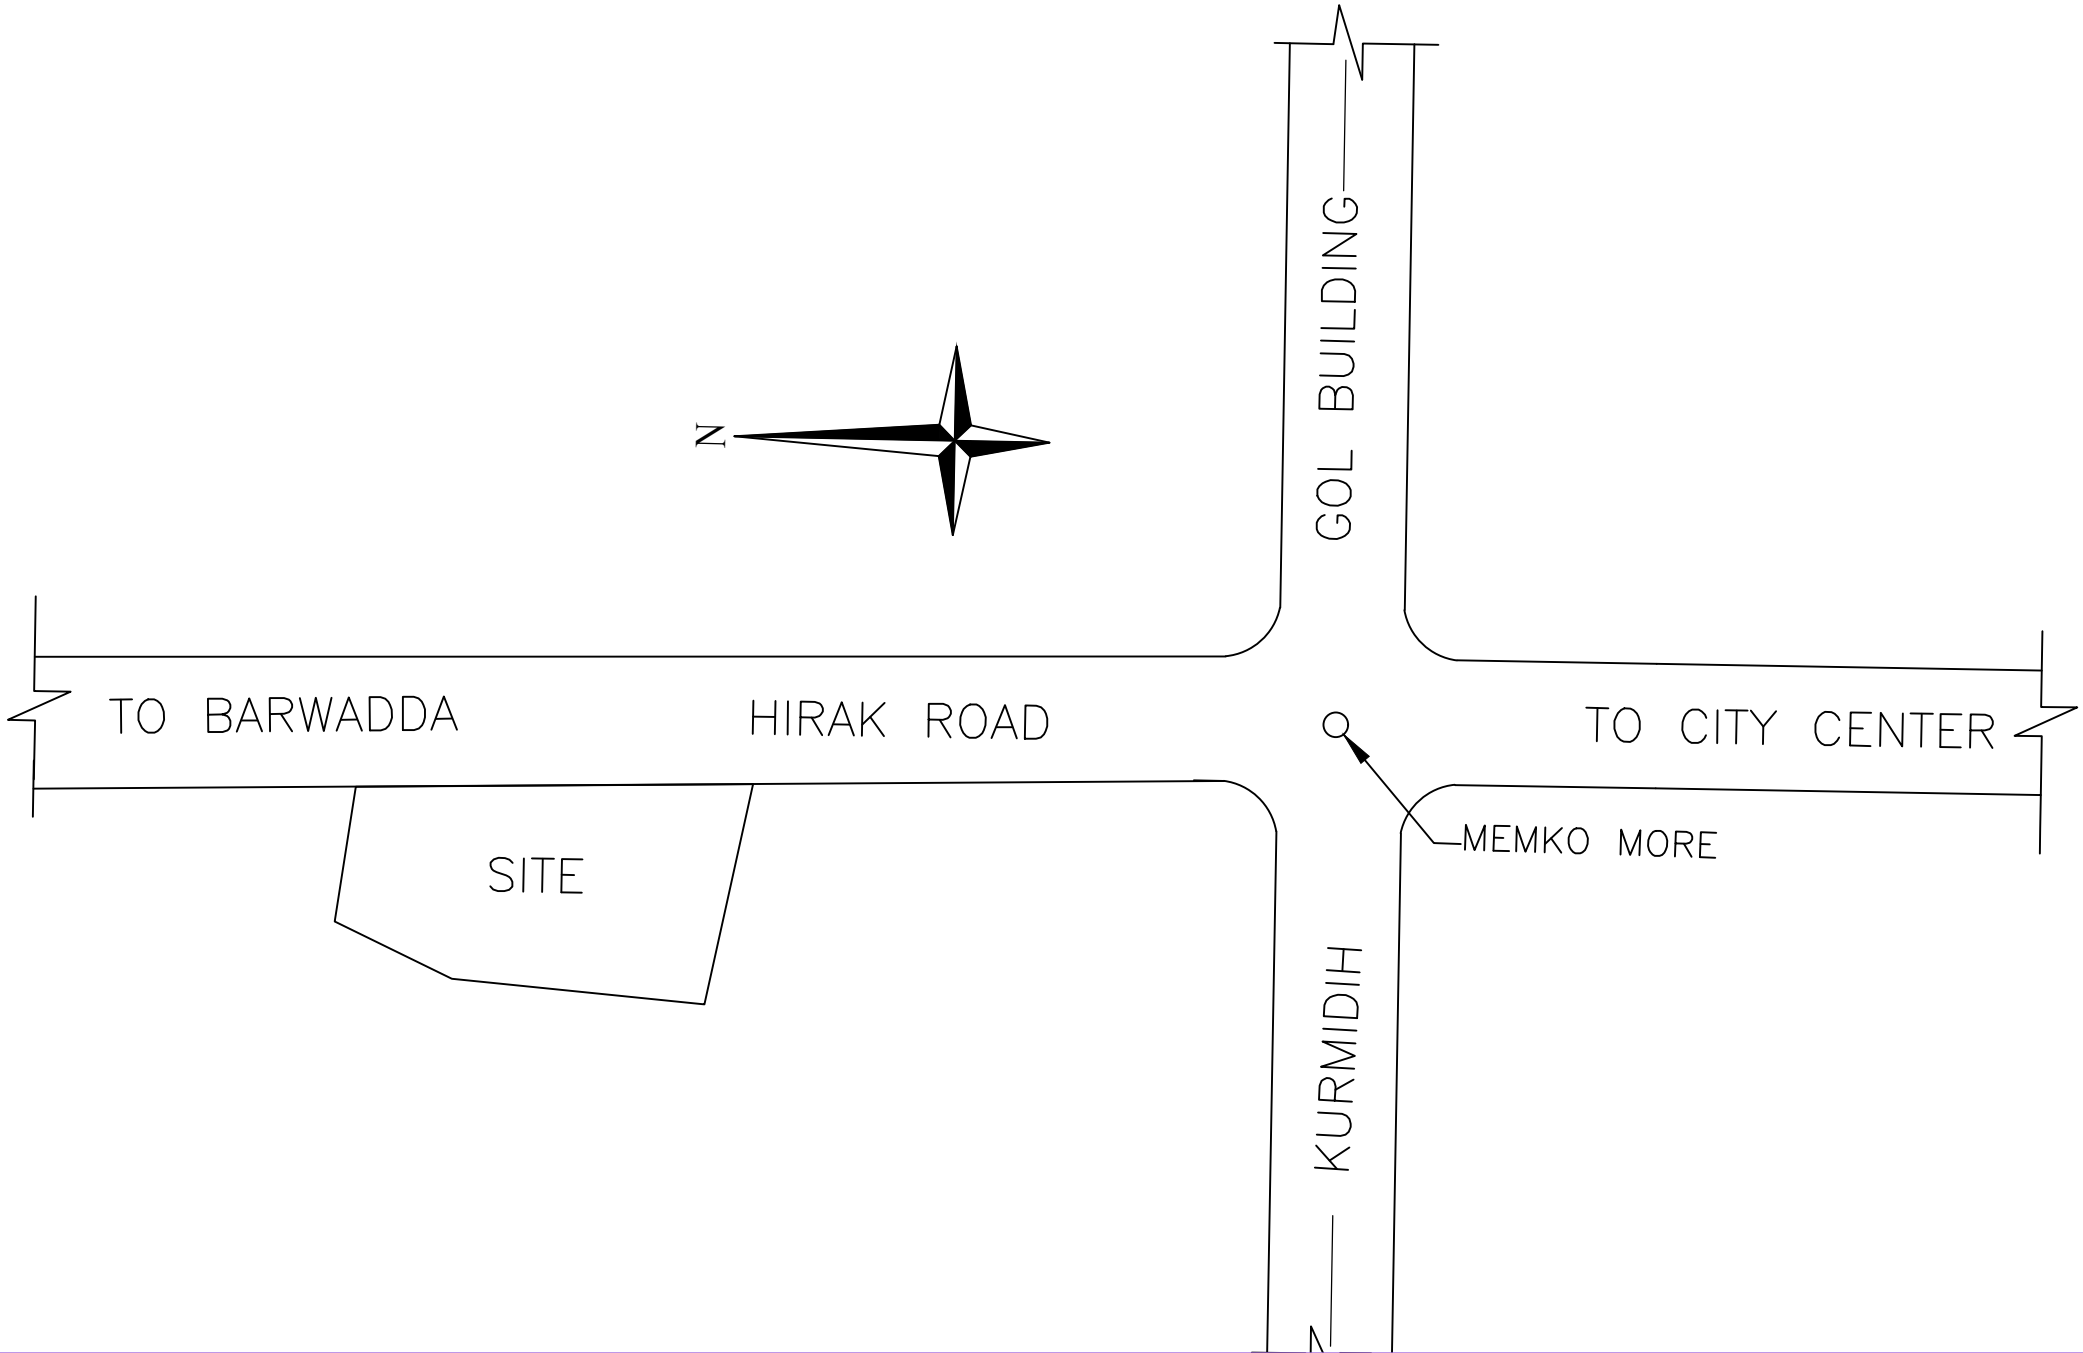 GOL BUILDING
N
TO BARWADDA
HIRAK ROAD
TO CITY CENTER
MEMKO MORE
SITE
KURMIDIH